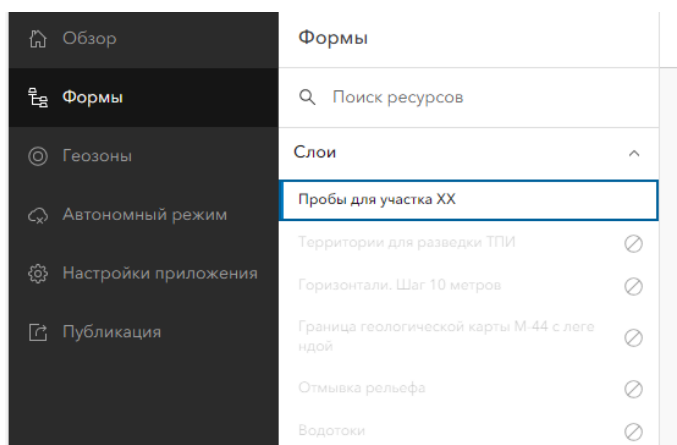 Обзор
Формы
Геозоны
Автономный режим
Настройки приложения
Публикация
Формы
Поиск ресурсов
Слои
Пробы для участка XX
Территории для разведки ТПИ
Горизонтали. Шаг 10 метров
Граница геологической карты М-44 с леге
ндой
Отмывка рельефа
Водотоки